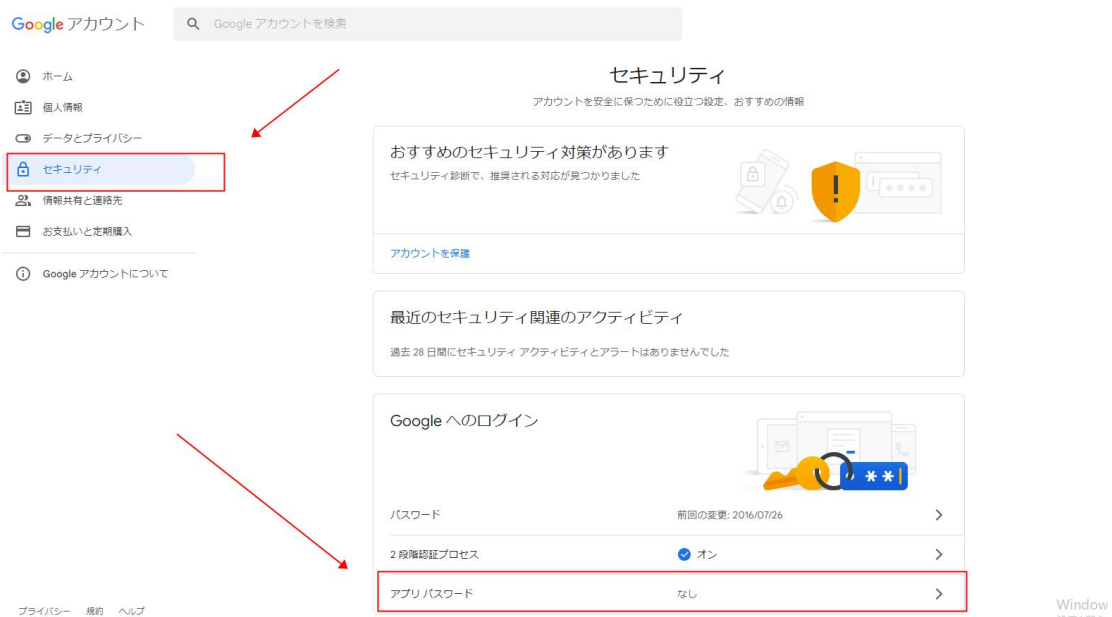 Google アカウント
Google アカウントを検索
ホーム
個人情報
データとプライバシー
セキュリティ
情報共有と連絡先
お支払いと定期購入
Google アカウントについて
プライバシー 規約 ヘルプ
セキュリティ
アカウントを安全に保つために役立つ設定、おすすめの情報
おすすめのセキュリティ対策があります
セキュリティ診断で、推奨される対応が見つかりました
アカウントを保護
最近のセキュリティ関連のアクティビティ
過去 28 日間にセキュリティ アクティビティとアラートはありませんでした
Google へのログイン
パスワード 前回の変更: 2016/07/26
2 段階認証プロセス オン
アプリ パスワード なし
Window